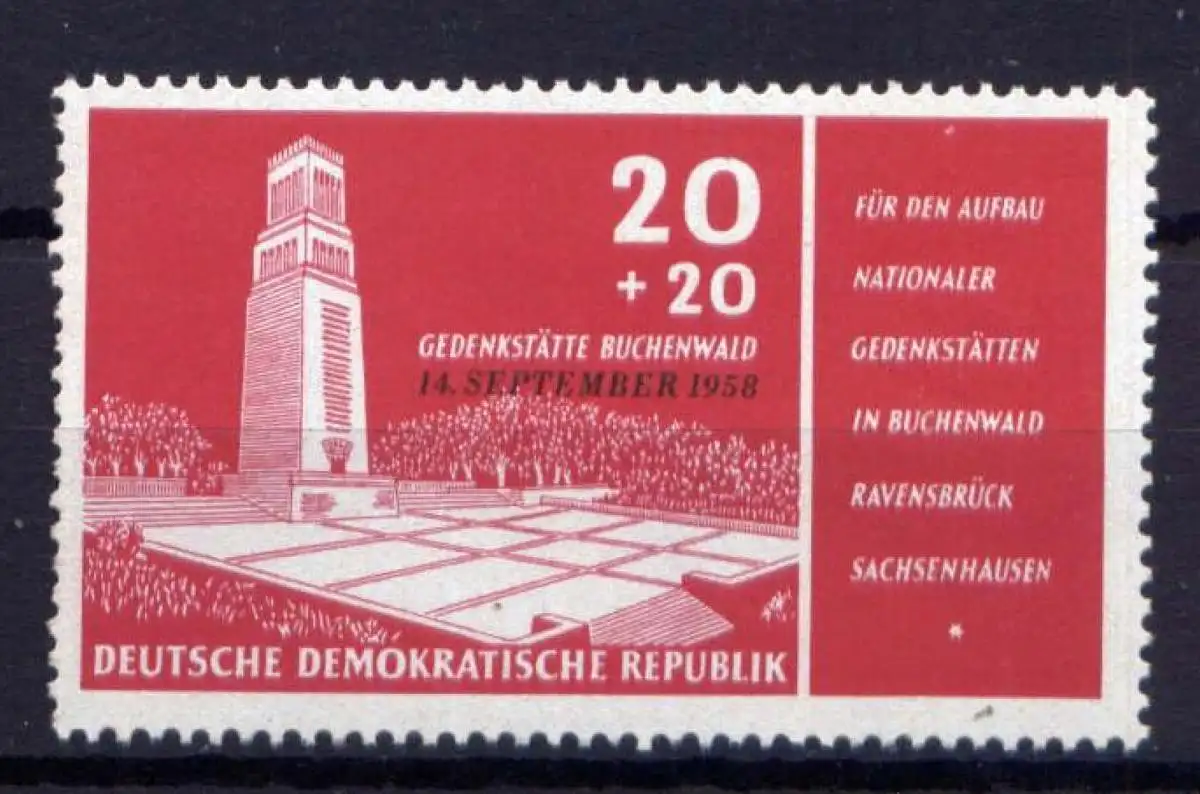 20
+ 20
GEDENKSTÄTTE BUCHENWALD
14. SEPTEMBER 1958
DEUTSCHE DEMOKRATISCHE REPUBLIK
FÜR DEN AUFBAU
NATIONALER
GEDENKSTÄTTEN
IN BUCHENWALD
RAVENSBRÜCK
SACHSENHAUSEN